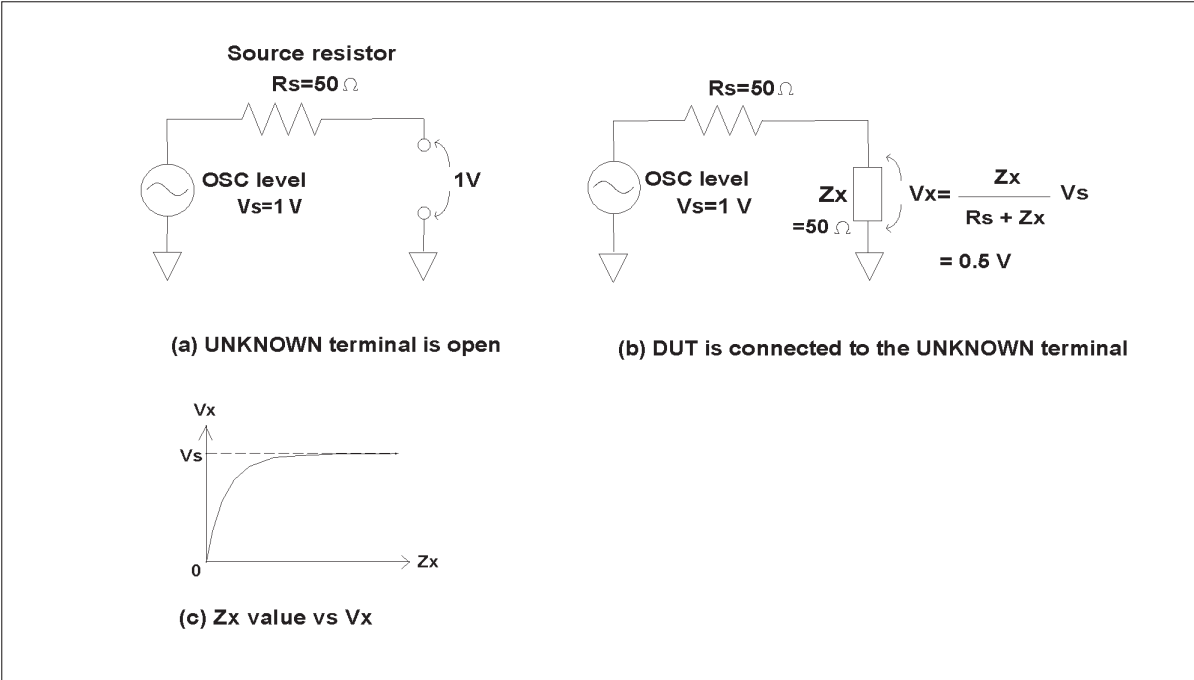 Source resistor
Rs=50 Ω
OSC level
Vs=1 V
1V
(a) UNKNOWN terminal is open
Rs=50 Ω
OSC level
Vs=1 V
Zx
=50 Ω
Vx= Zx / Rs + Zx Vs
= 0.5 V
(b) DUT is connected to the UNKNOWN terminal
Vx
Vs
0
Zx
(c) Zx value vs Vx